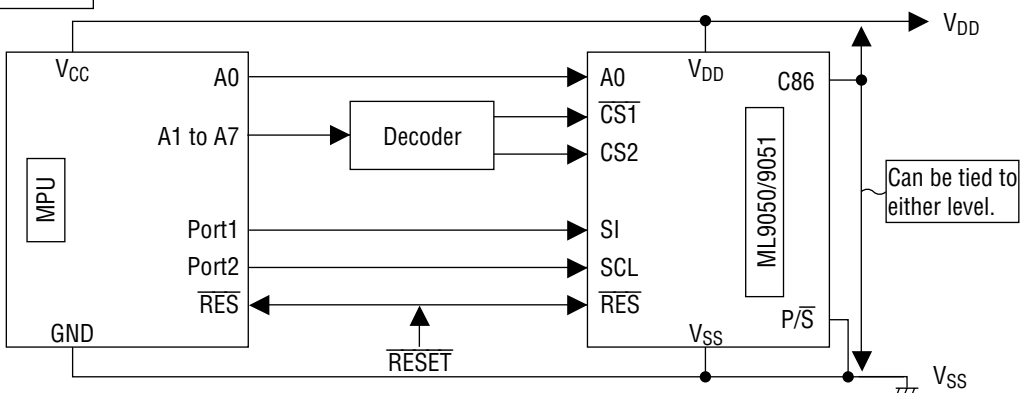 VDD
VCC
A0
A1 to A7
MPU
Port1
Port2
RES
GND
Decoder
RESET
A0
CS1
CS2
SI
SCL
RES
VDD
C86
ML9050/9051
P/S
VSS
Can be tied to
either level.
VSS